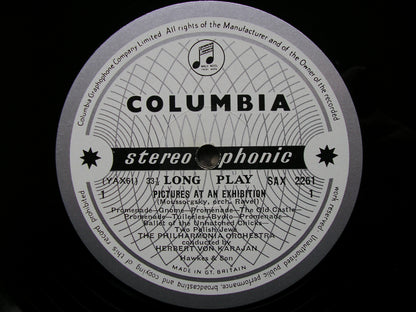 Columbia Graphophone Company Limited. All rights of the Manufacturer and of the Owner of the recorded
work reserved. Unauthorised public performance, broadcasting and copying of this record prohibited
COLUMBIA
stereo phonic
(YAX61) 33⅓ LONG PLAY SAX 2261
1 1
PICTURES AT AN EXHIBITION
(Moussorgsky, orch. Ravel)
Promenade—Gnomus—Promenade—The Old Castle—
Promenade—Tuileries—Bydlo—Promenade—
Ballet of the Unhatched Chicks—
Two Polish Jews
THE PHILHARMONIA ORCHESTRA
conducted by
HERBERT VON KARAJAN
Hawkes & Son
MADE IN GT. BRITAIN